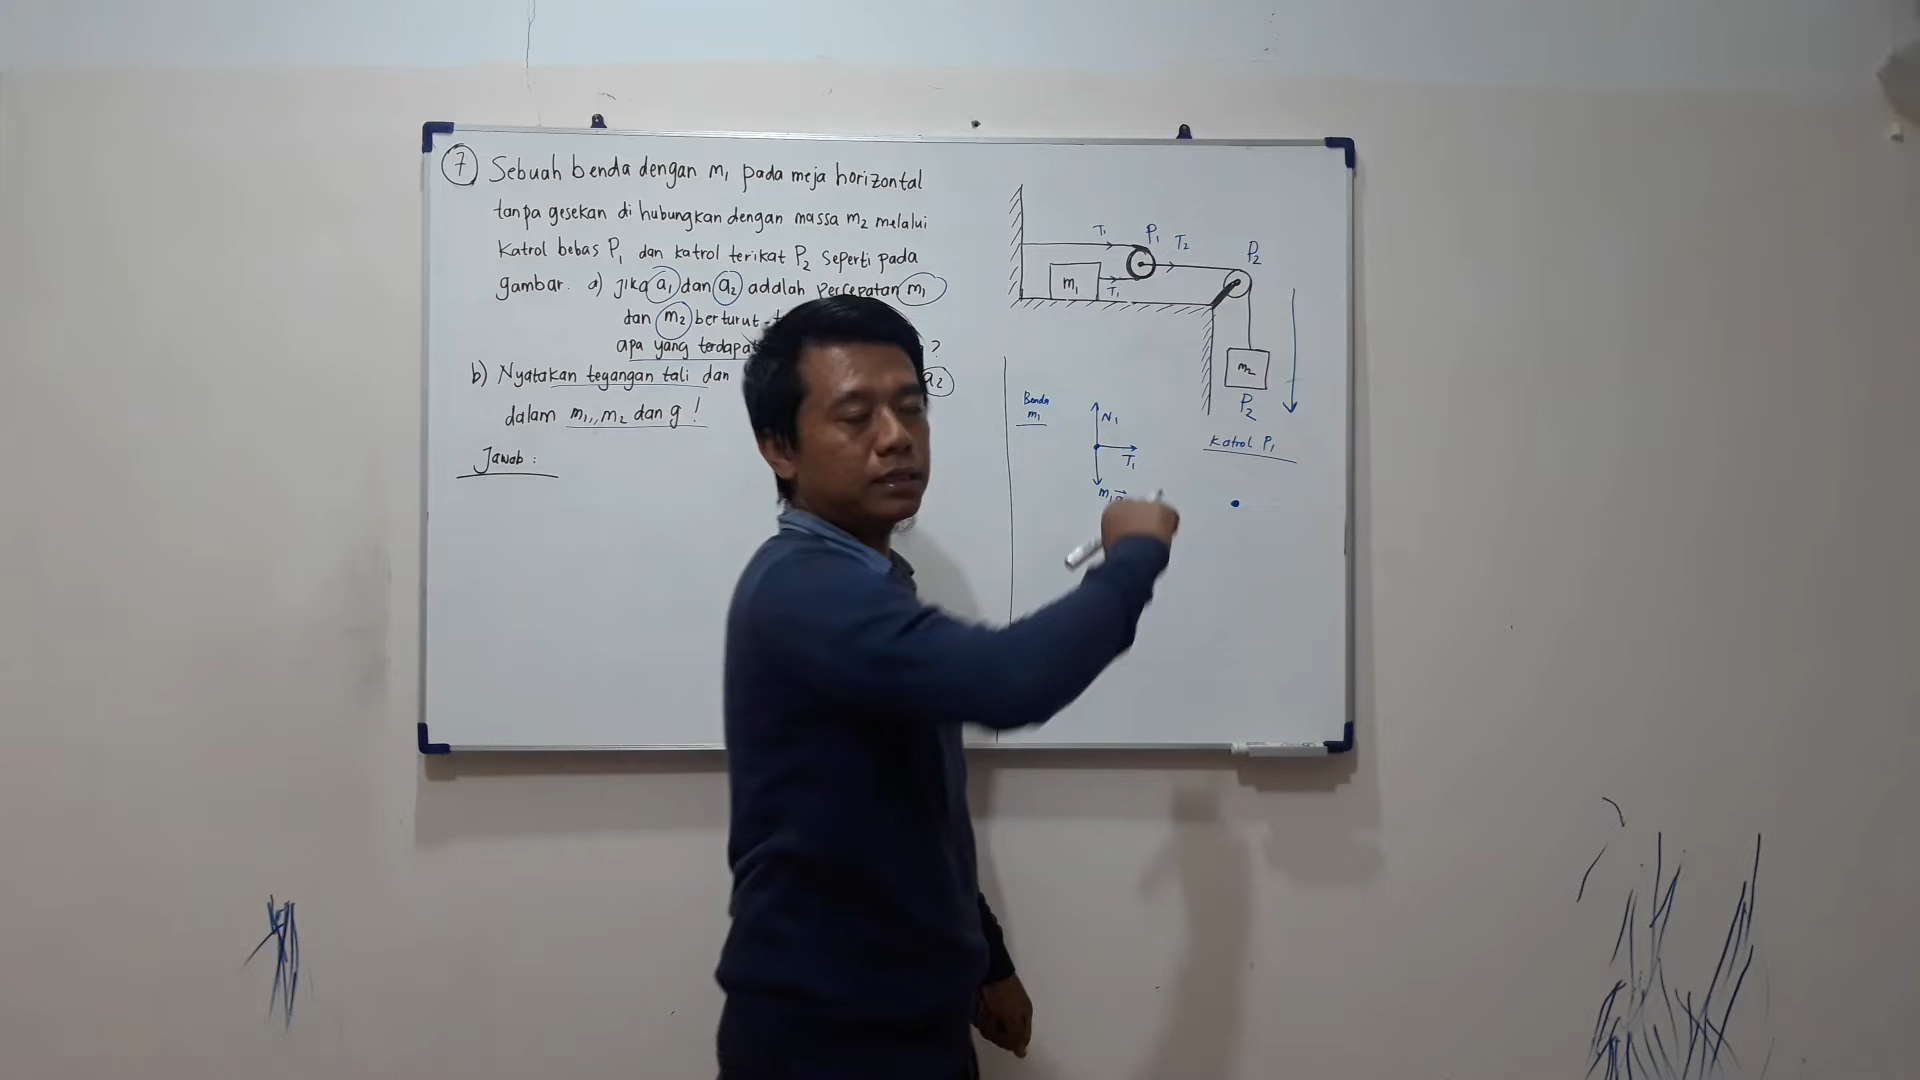 7 Sebuah benda dengan m₁ pada meja horizontal
tanpa gesekan di hubungkan dengan massa m₂ melalui
Katrol bebas P₁ dan katrol terikat P₂ seperti pada
gambar. a) Jika a₁ dan a₂ adalah percepatan m₁
dan m₂ berturut-
apa yang terdapa ?
b) Nyatakan tegangan tali dan a₂
dalam m₁, m₂ dan g !
Jawab :
T₁ P₁ T₂ P₂
m₁ T₁
m₂
P₂
Benda
m₁
N₁
T₁
m₁
Katrol P₁